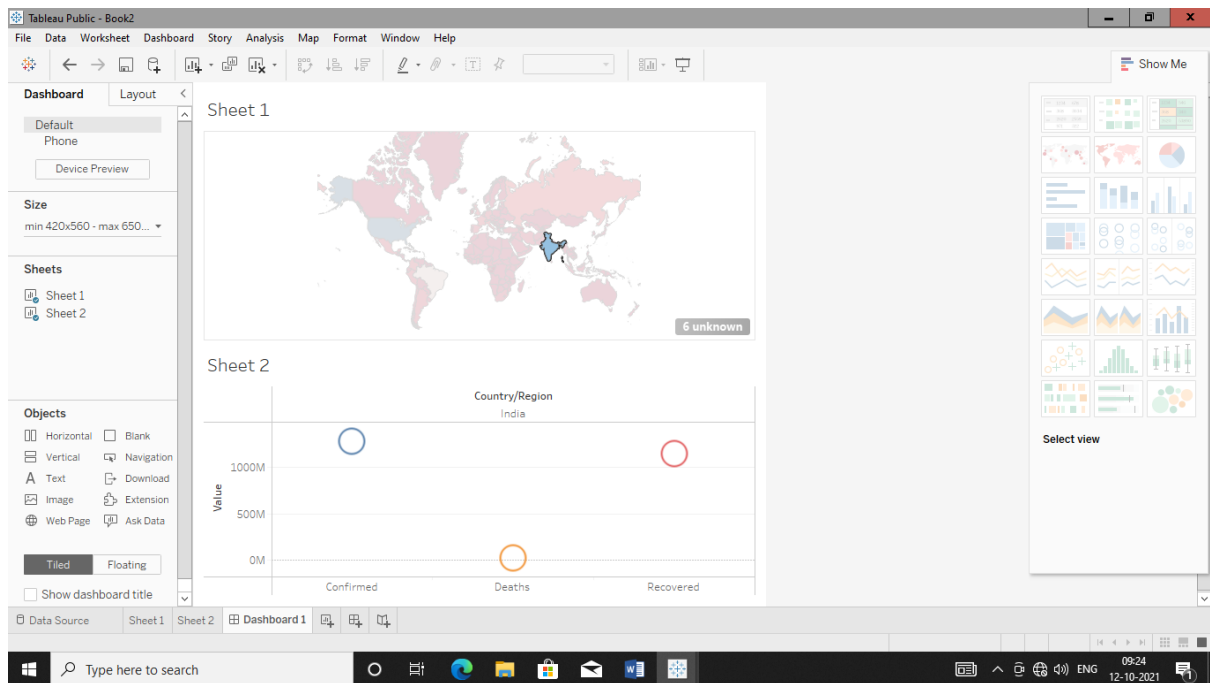 Tableau Public - Book2
File Data Worksheet Dashboard Story Analysis Map Format Window Help
Show Me
Dashboard Layout
Default
Phone
Device Preview
Size
min 420x560 - max 650...
Sheets
Sheet 1
Sheet 2
Objects
Horizontal Blank
Vertical Navigation
Text Download
Image Extension
Web Page Ask Data
Tiled Floating
Show dashboard title
Sheet 1
6 unknown
Sheet 2
Country/Region
India
Value
1000M
500M
0M
Confirmed Deaths Recovered
Select view
Data Source Sheet 1 Sheet 2 Dashboard 1
Type here to search
ENG
09:24
12-10-2021
1